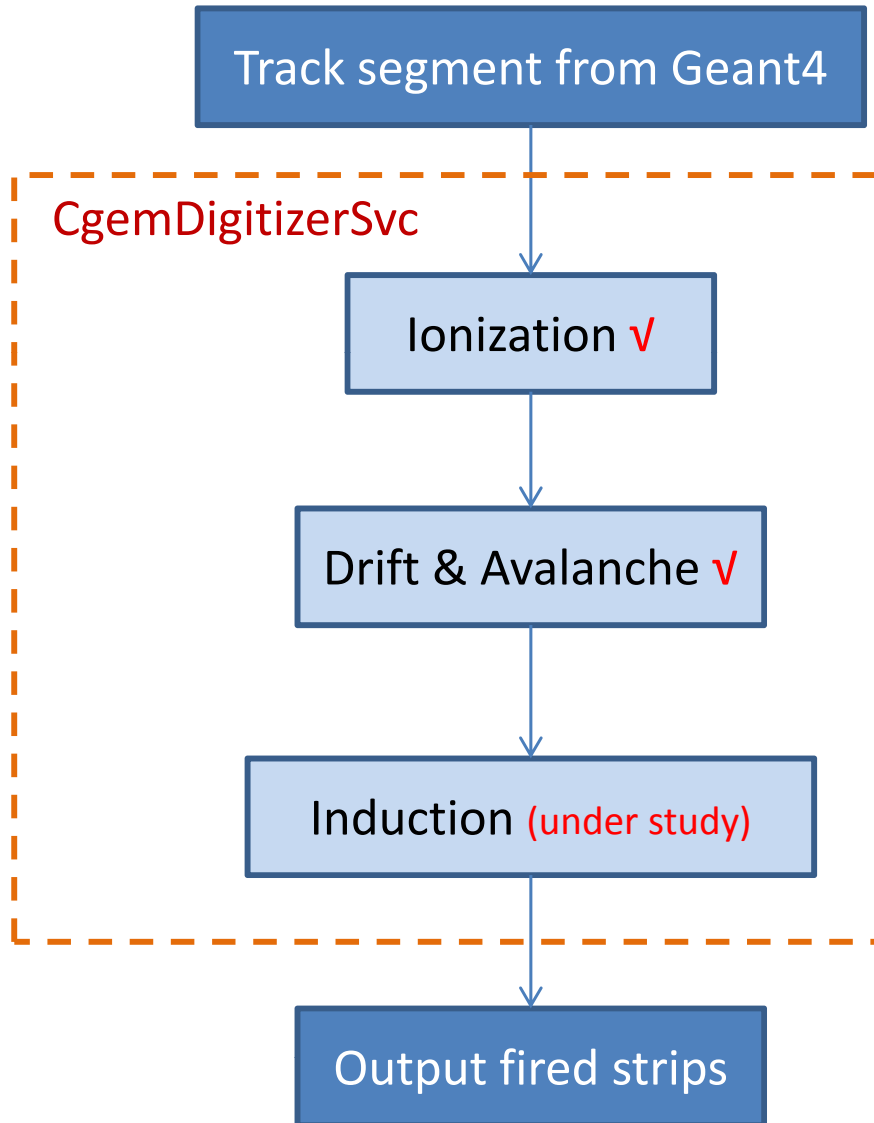 Track segment from Geant4
CgemDigitizerSvc
Ionization √
Drift & Avalanche √
Induction (under study)
Output fired strips